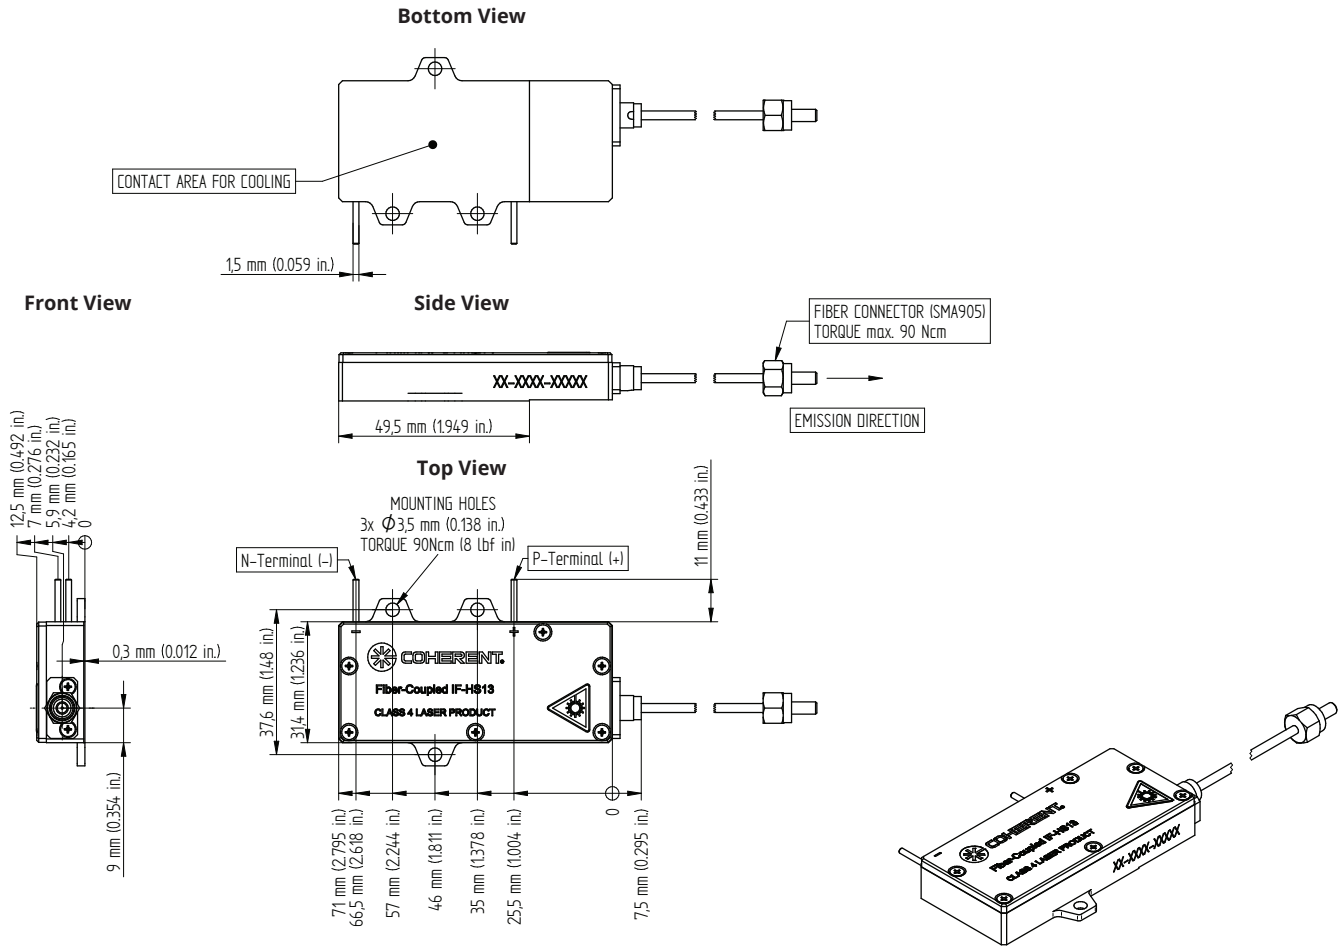 Bottom View
CONTACT AREA FOR COOLING
1,5 mm (0.059 in.)
Front View
Side View
FIBER CONNECTOR (SMA905)
TORQUE max. 90 Ncm
XX-XXXX-XXXXX
EMISSION DIRECTION
49,5 mm (1.949 in.)
12,5 mm (0.492 in.)
7 mm (0.276 in.)
5,9 mm (0.232 in.)
4,2 mm (0.165 in.)
0
Top View
MOUNTING HOLES
3x Ø3,5 mm (0.138 in.)
TORQUE 90Ncm (8 lbf in)
N-Terminal (-)
P-Terminal (+)
11 mm (0.433 in.)
0,3 mm (0.012 in.)
9 mm (0.354 in.)
37,6 mm (1.48 in.)
31,4 mm (1.236 in.)
- +
COHERENT.
Fiber-Coupled IF-HS13
CLASS 4 LASER PRODUCT
71 mm (2.795 in.)
66,5 mm (2.618 in.)
57 mm (2.244 in.)
46 mm (1.811 in.)
35 mm (1.378 in.)
25,5 mm (1.004 in.)
0
7,5 mm (0.295 in.)
+
-
COHERENT.
Fiber-Coupled IF-HS13
CLASS 4 LASER PRODUCT
XX-XXXX-XXXXX